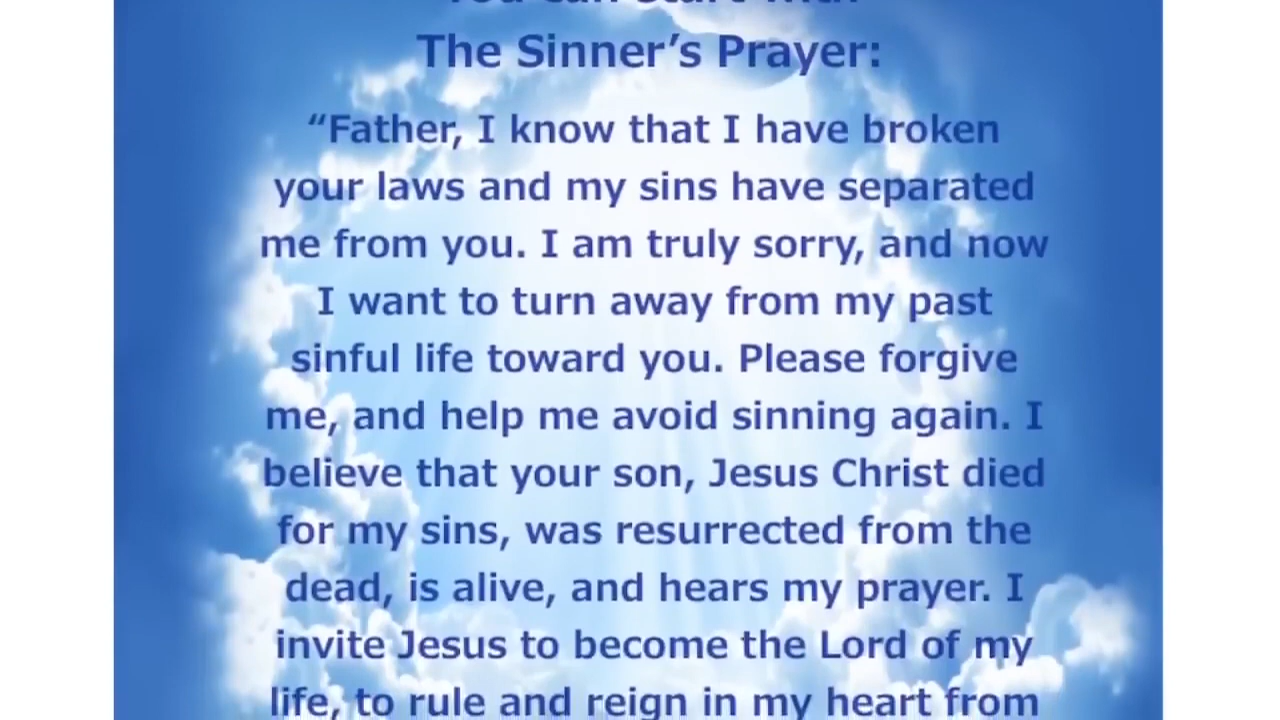 You can Start with
The Sinner's Prayer:
“Father, I know that I have broken
your laws and my sins have separated
me from you. I am truly sorry, and now
I want to turn away from my past
sinful life toward you. Please forgive
me, and help me avoid sinning again. I
believe that your son, Jesus Christ died
for my sins, was resurrected from the
dead, is alive, and hears my prayer. I
invite Jesus to become the Lord of my
life, to rule and reign in my heart from